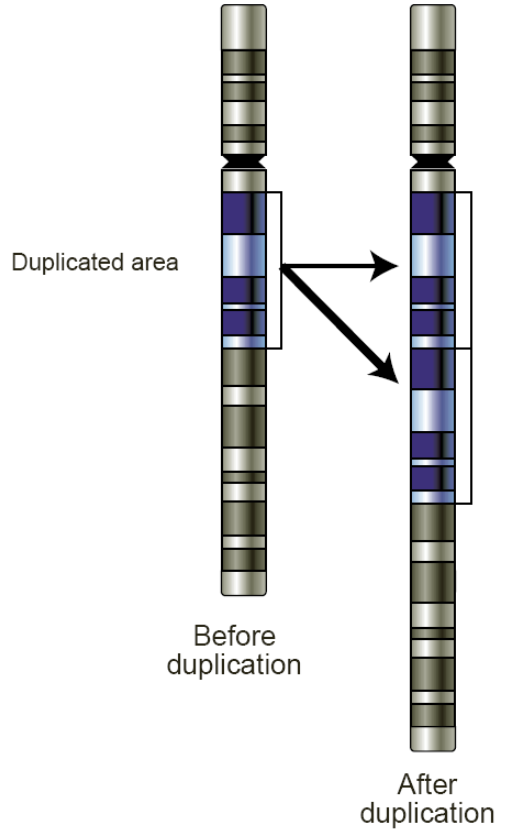 Duplicated area
Before
duplication
After
duplication